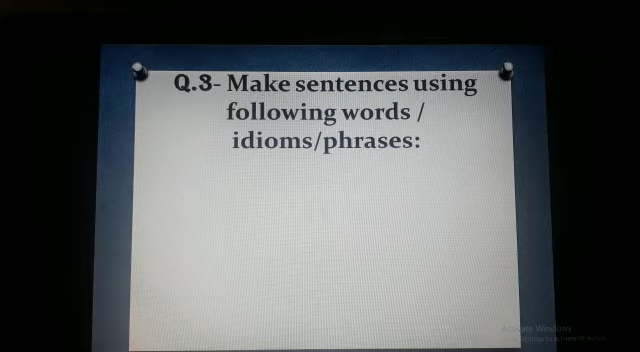 Q.3- Make sentences using
following words /
idioms/phrases:
Activate Windows